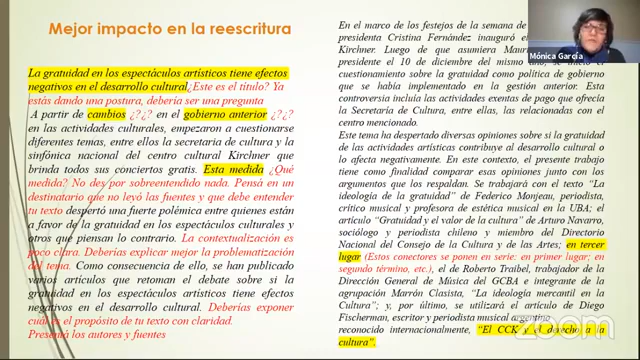 Mejor impacto en la reescritura
La gratuidad en los espectáculos artísticos tiene efectos
negativos en el desarrollo cultural¿Este es el título? Ya
estás dando una postura, debería ser una pregunta
A partir de cambios ¿?¿? en el gobierno anterior ¿?¿?
en las actividades culturales, empezaron a cuestionarse
diferentes temas, entre ellos la secretaria de cultura y la
sinfónica nacional del centro cultural Kirchner que
brinda todos sus conciertos gratis. Esta medida ¿Qué
medida? No des por sobreentendido nada. Pensá en un
destinatario que no leyó las fuentes y que debe entender
tu texto despertó una fuerte polémica entre quienes están
a favor de la gratuidad en los espectáculos culturales y
otros que piensan lo contrario. La contextualización es
poco clara. Deberías explicar mejor la problematización
del tema. Como consecuencia de ello, se han publicado
varios artículos que retoman el debate sobre si la
gratuidad en los espectáculos artísticos tiene efectos
negativos en el desarrollo cultural. Deberías exponer
cuál es el propósito de tu texto con claridad.
Presentá los autores y fuentes
En el marco de los festejos de la semana de
presidenta Cristina Fernández inauguró el
Kirchner. Luego de que asumiera
presidente el 10 de diciembre del mismo
cuestionamiento sobre la gratuidad como política de gobierno
que se había implementado en la gestión anterior. Esta
controversia incluía las actividades exentas de pago que ofrecía
la Secretaría de Cultura, entre ellas, las relacionadas con el
centro mencionado.
Este tema ha despertado diversas opiniones sobre si la gratuidad
de las actividades artísticas contribuye al desarrollo cultural o
lo afecta negativamente. En este contexto, el presente trabajo
tiene como finalidad comparar esas opiniones junto con los
argumentos que los respaldan. Se trabajará con el texto “La
ideología de la gratuidad” de Federico Monjeau, periodista,
crítico musical y profesora de estética musical en la UBA; el
artículo “Gratuidad y el valor de la cultura” de Arturo Navarro,
sociólogo y periodista chileno y miembro del Directorio
Nacional del Consejo de la Cultura y de las Artes; en tercer
lugar (Estos conectores se ponen en serie: en primer lugar; en
segundo término, etc.), el de Roberto Traibel, trabajador de la
Dirección General de Música del GCBA e integrante de la
agrupación Marrón Clasista, “La ideología mercantil en la
Cultura”; y, por último, se utilizará el artículo de Diego
Fischerman, escritor y periodista musical argentino
reconocido internacionalmente, “El CCK y el derecho a la
cultura”.
Mónica García
zoom